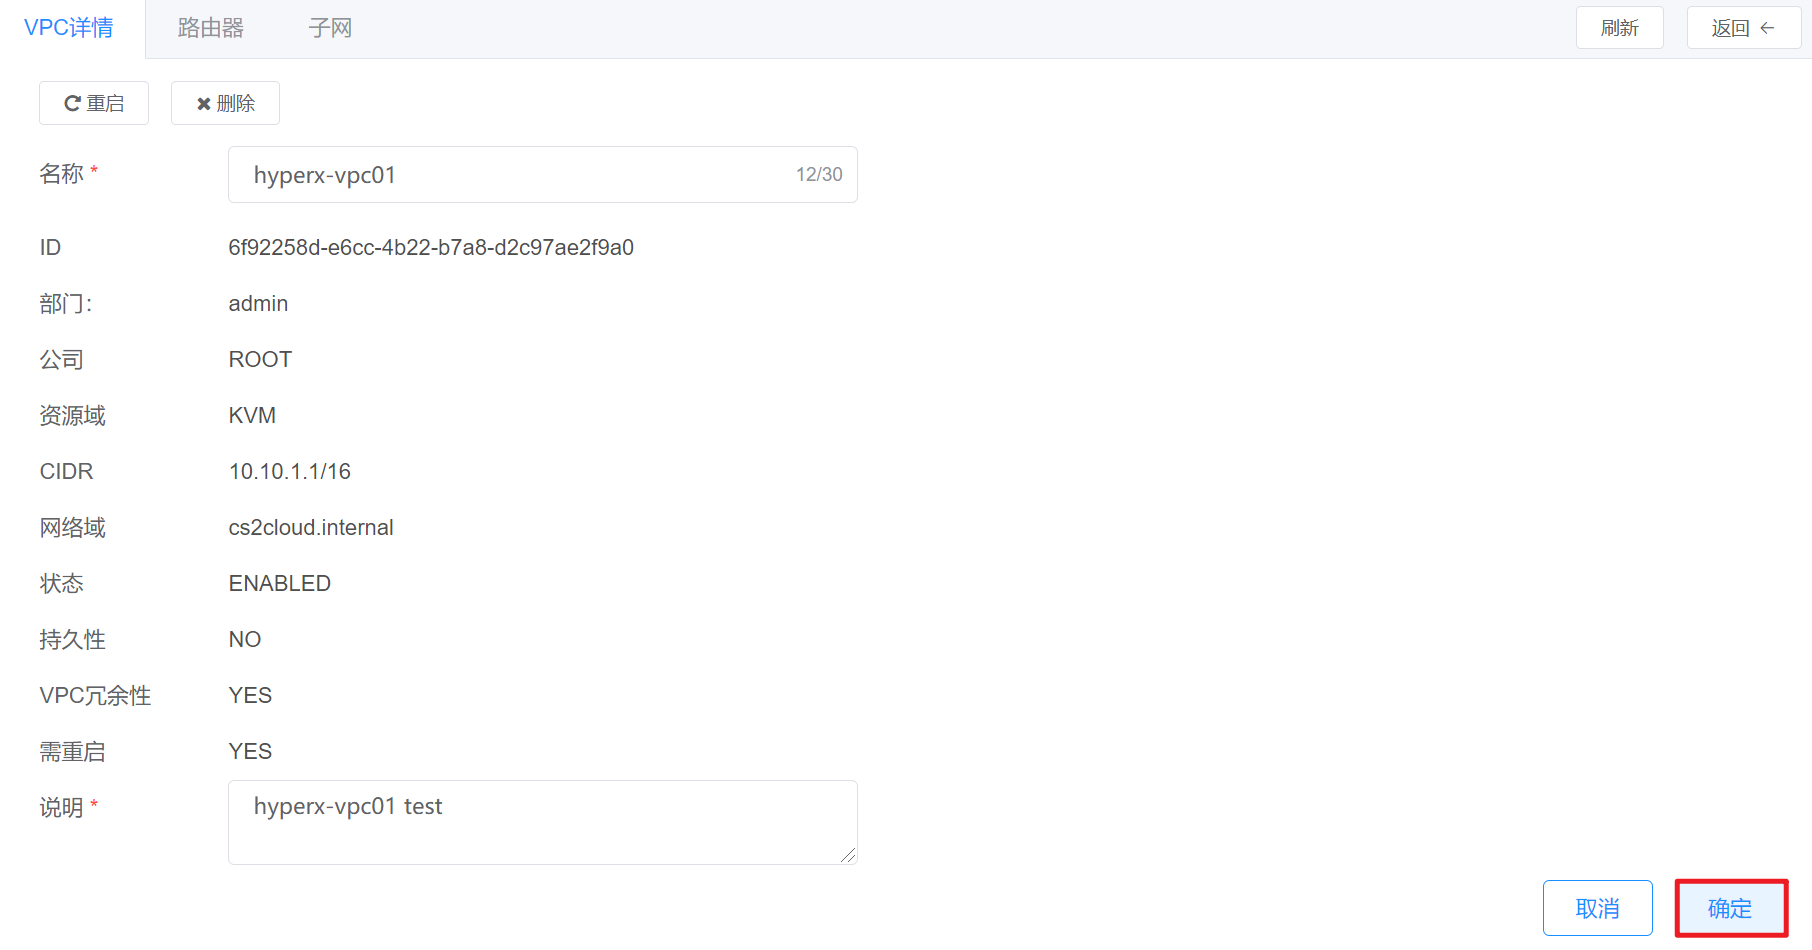 VPC详情 路由器 子网 刷新 返回 ←
重启 删除
名称 * hyperx-vpc01 12/30
ID 6f92258d-e6cc-4b22-b7a8-d2c97ae2f9a0
部门: admin
公司 ROOT
资源域 KVM
CIDR 10.10.1.1/16
网络域 cs2cloud.internal
状态 ENABLED
持久性 NO
VPC冗余性 YES
需重启 YES
说明 * hyperx-vpc01 test
取消 确定